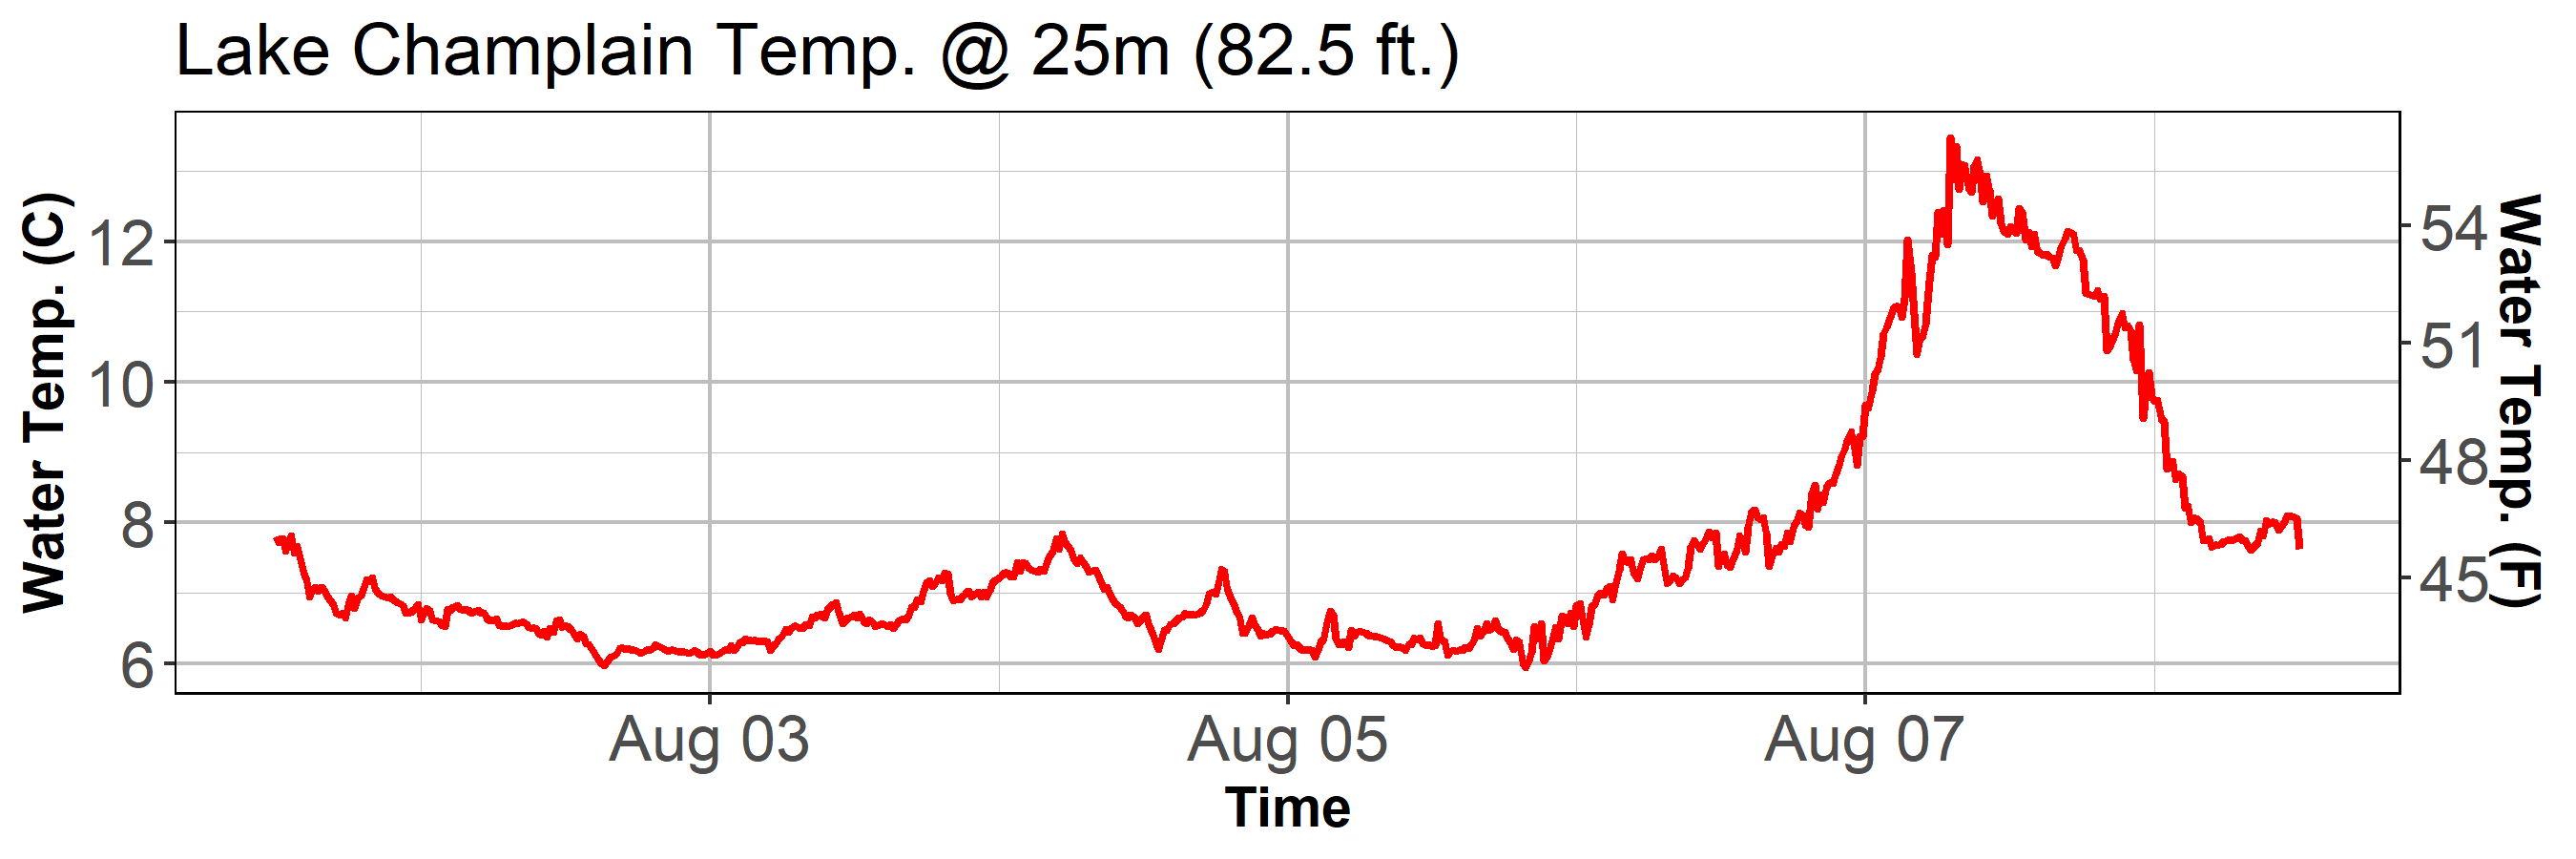 Lake Champlain Temp. @ 25m (82.5 ft.)
Water Temp. (C)
12
10
8
6
54
51
48
45
Water Temp. (F)
Aug 03
Aug 05
Aug 07
Time